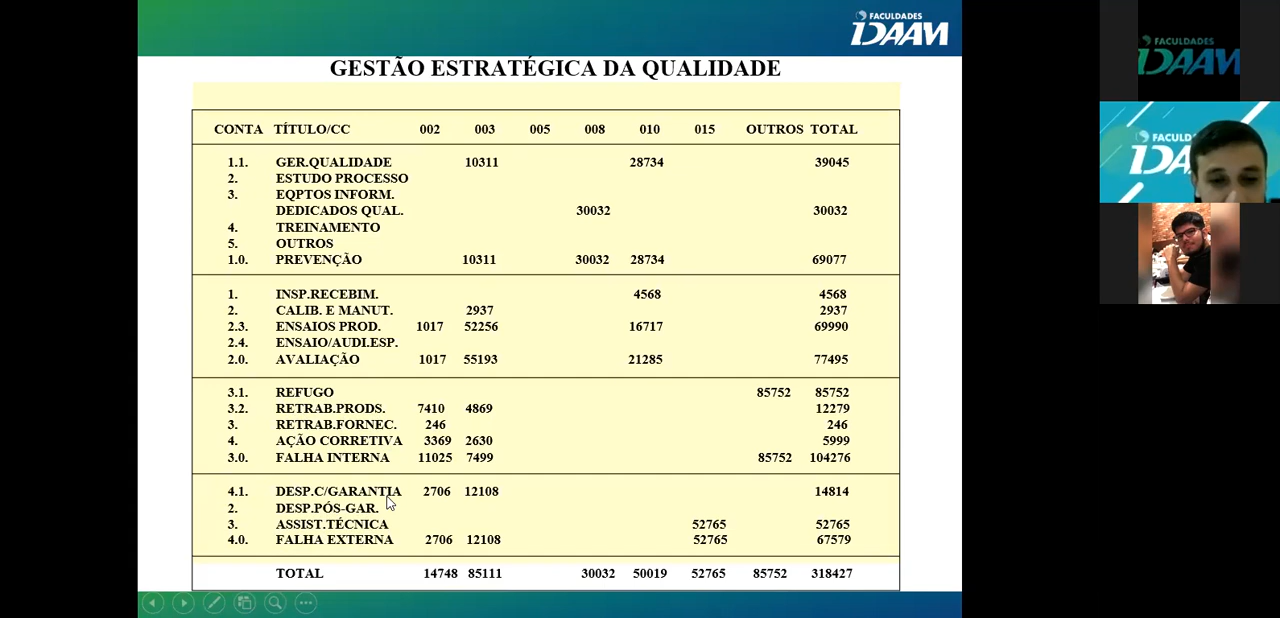 FACULDADES
IDAAM
GESTÃO ESTRATÉGICA DA QUALIDADE
CONTA TÍTULO/CC 002 003 005 008 010 015 OUTROS TOTAL
1.1. GER.QUALIDADE 10311 28734 39045
2. ESTUDO PROCESSO
3. EQPTOS INFORM.
DEDICADOS QUAL. 30032 30032
4. TREINAMENTO
5. OUTROS
1.0. PREVENÇÃO 10311 30032 28734 69077
1. INSP.RECEBIM. 4568 4568
2. CALIB. E MANUT. 2937 2937
2.3. ENSAIOS PROD. 1017 52256 16717 69990
2.4. ENSAIO/AUDI.ESP.
2.0. AVALIAÇÃO 1017 55193 21285 77495
3.1. REFUGO 85752 85752
3.2. RETRAB.PRODS. 7410 4869 12279
3. RETRAB.FORNEC. 246 246
4. AÇÃO CORRETIVA 3369 2630 5999
3.0. FALHA INTERNA 11025 7499 85752 104276
4.1. DESP.C/GARANTIA 2706 12108 14814
2. DESP.PÓS-GAR.
3. ASSIST.TÉCNICA 52765 52765
4.0. FALHA EXTERNA 2706 12108 52765 67579
TOTAL 14748 85111 30032 50019 52765 85752 318427
FACULDADES
IDAAM